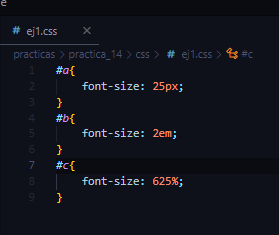 e
# ej1.css ×
practicas > practica_14 > css > # ej1.css > #c
1 #a{
2 font-size: 25px;
3 }
4 #b{
5 font-size: 2em;
6 }
7 #c{
8 font-size: 625%;
9 }